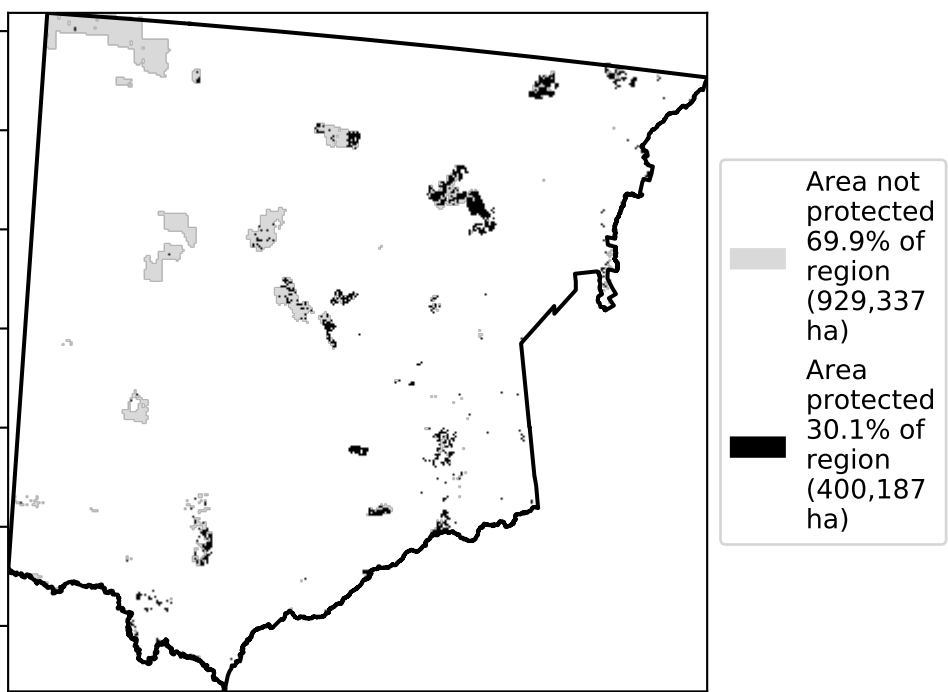 Area not
protected
69.9% of
region
(929,337
ha)
Area
protected
30.1% of
region
(400,187
ha)